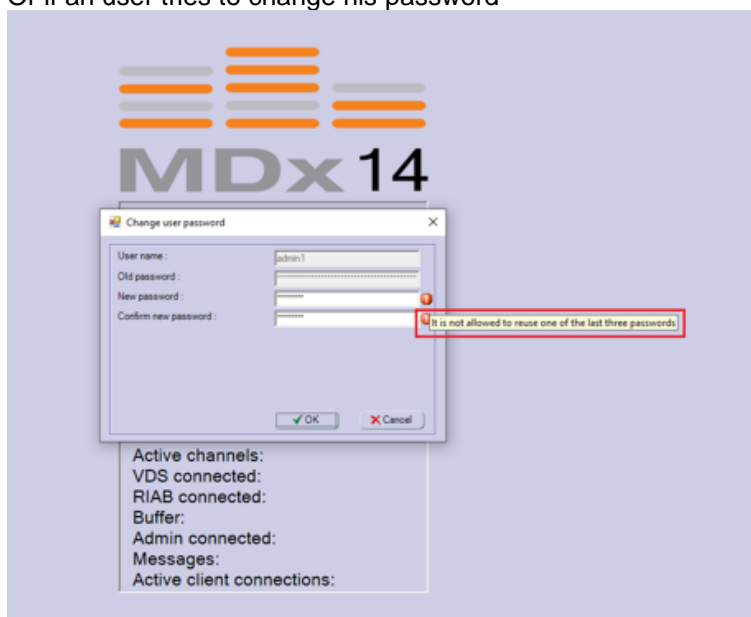 Or if an user tries to change his password
MDx 14
Change user password
User name :
admin1
Old password :
New password :
Confirm new password :
It is not allowed to reuse one of the last three passwords
OK
Cancel
Active channels:
VDS connected:
RIAB connected:
Buffer:
Admin connected:
Messages:
Active client connections: